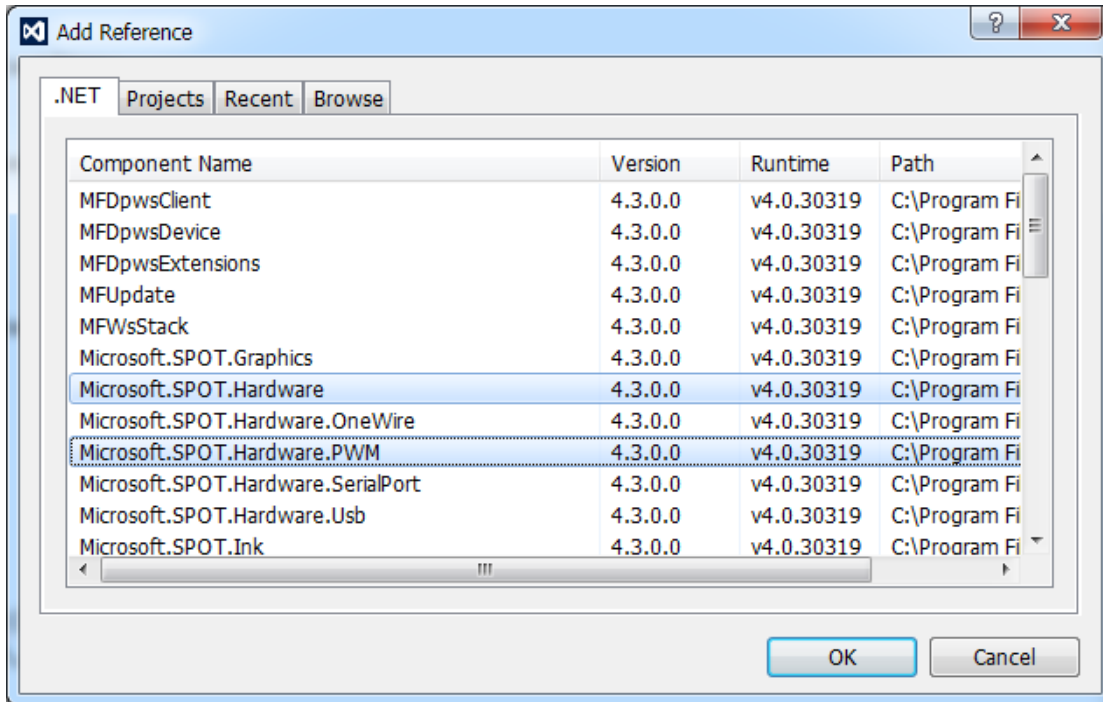 Add Reference
.NET Projects Recent Browse
Component Name Version Runtime Path
MFDpwsClient 4.3.0.0 v4.0.30319 C:\Program Fi
MFDpwsDevice 4.3.0.0 v4.0.30319 C:\Program Fi
MFDpwsExtensions 4.3.0.0 v4.0.30319 C:\Program Fi
MFUpdate 4.3.0.0 v4.0.30319 C:\Program Fi
MFWsStack 4.3.0.0 v4.0.30319 C:\Program Fi
Microsoft.SPOT.Graphics 4.3.0.0 v4.0.30319 C:\Program Fi
Microsoft.SPOT.Hardware 4.3.0.0 v4.0.30319 C:\Program Fi
Microsoft.SPOT.Hardware.OneWire 4.3.0.0 v4.0.30319 C:\Program Fi
Microsoft.SPOT.Hardware.PWM 4.3.0.0 v4.0.30319 C:\Program Fi
Microsoft.SPOT.Hardware.SerialPort 4.3.0.0 v4.0.30319 C:\Program Fi
Microsoft.SPOT.Hardware.Usb 4.3.0.0 v4.0.30319 C:\Program Fi
Microsoft.SPOT.Ink 4.3.0.0 v4.0.30319 C:\Program Fi
OK Cancel